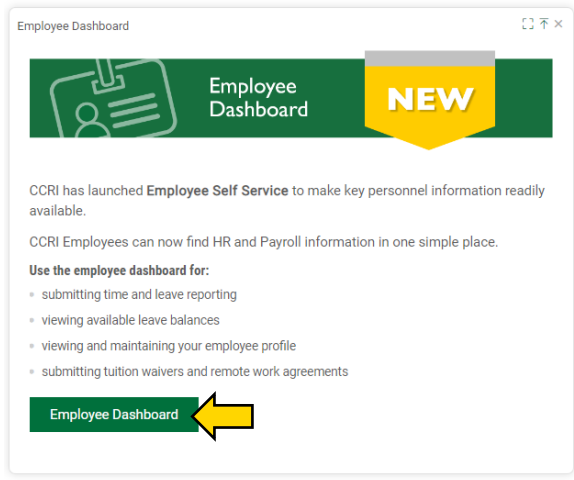 Employee Dashboard
Employee
Dashboard
NEW
CCRI has launched Employee Self Service to make key personnel information readily
available.
CCRI Employees can now find HR and Payroll information in one simple place.
Use the employee dashboard for:
submitting time and leave reporting
viewing available leave balances
viewing and maintaining your employee profile
submitting tuition waivers and remote work agreements
Employee Dashboard